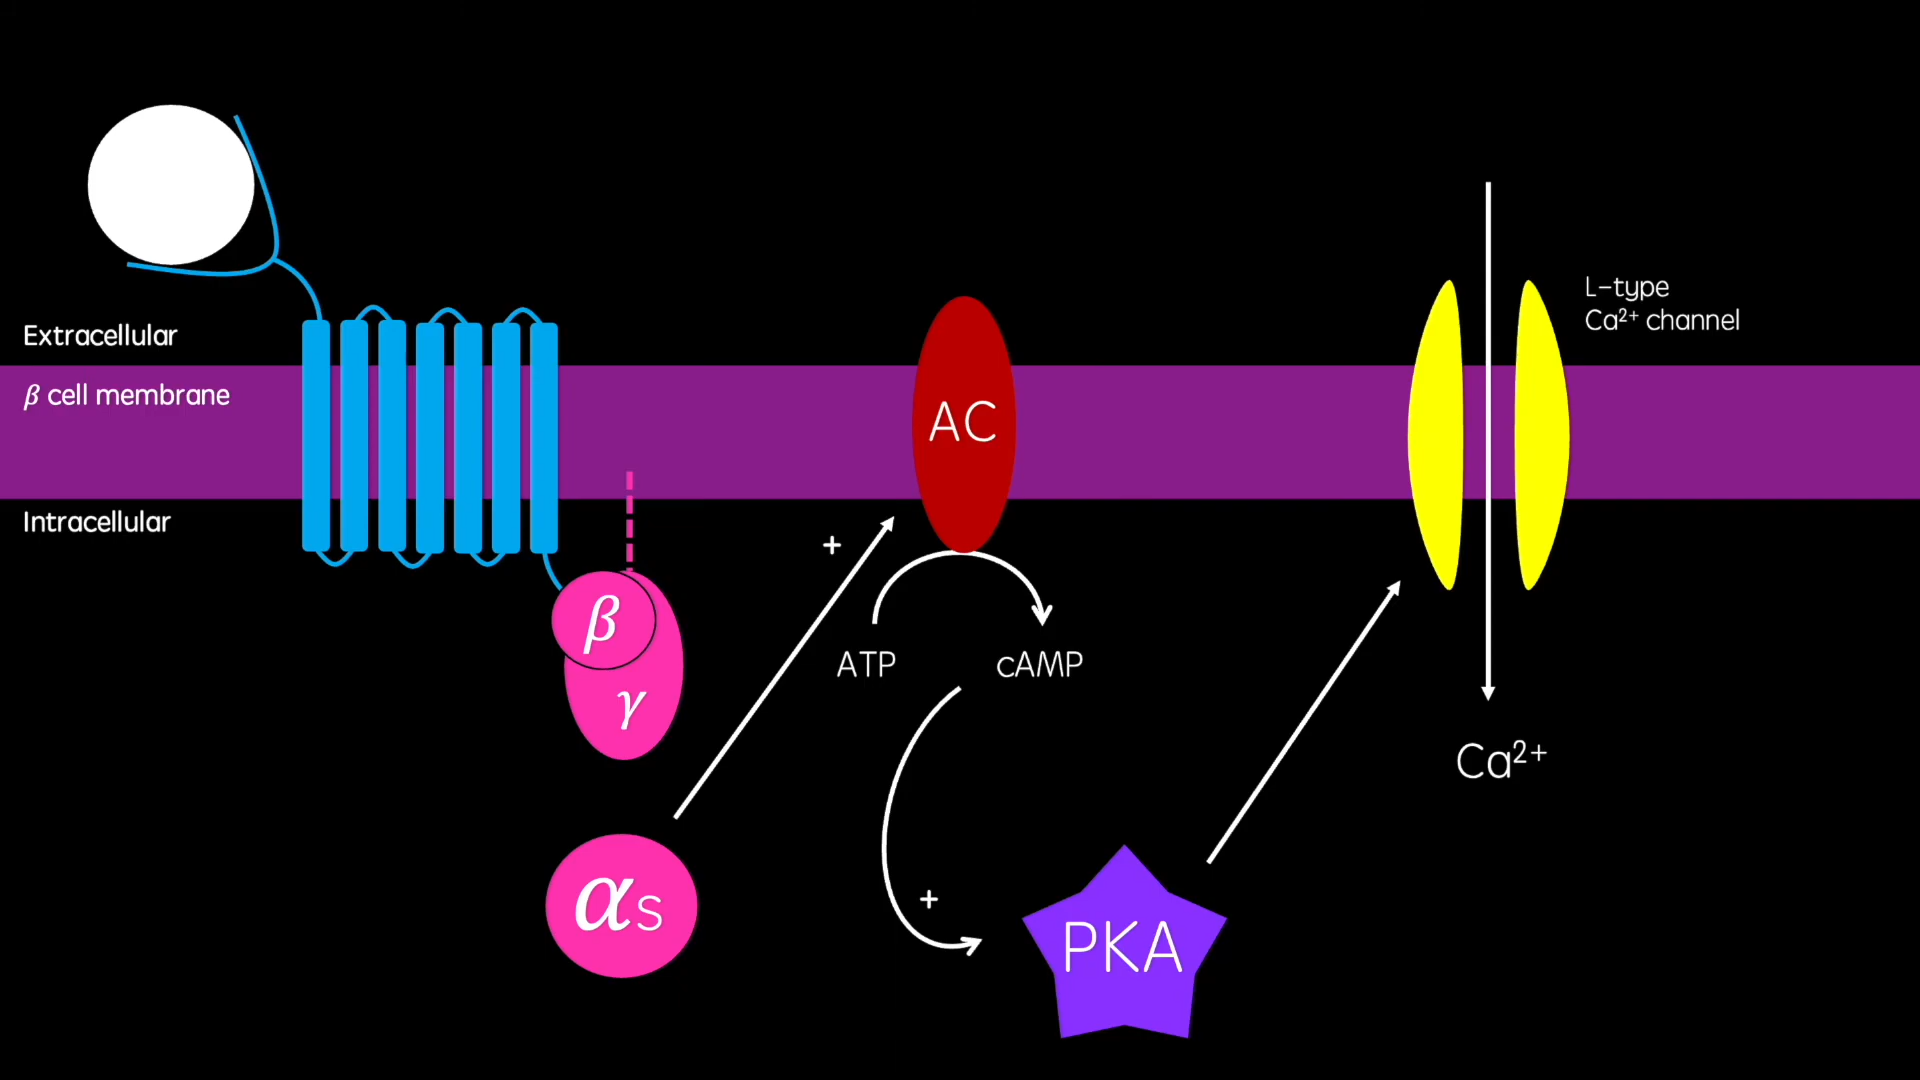 Extracellular
β cell membrane
Intracellular
β
γ
αs
+
AC
ATP
cAMP
+
PKA
L-type
Ca²⁺ channel
Ca²⁺